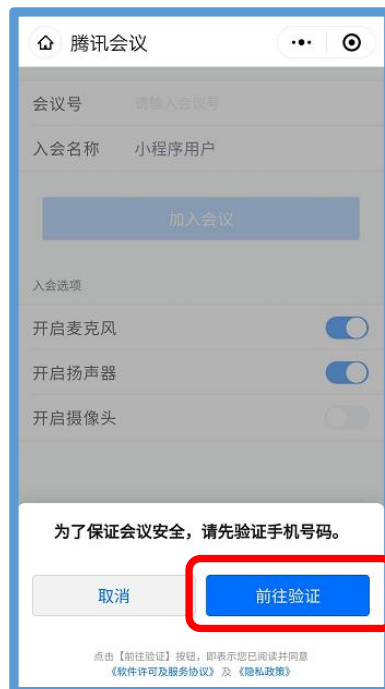 腾讯会议
会议号 请输入会议号
入会名称 小程序用户
加入会议
入会选项
开启麦克风
开启扬声器
开启摄像头
为了保证会议安全，请先验证手机号码。
取消 前往验证
点击【前往验证】按钮，即表示您已阅读并同意
《软件许可及服务协议》 及 《隐私政策》